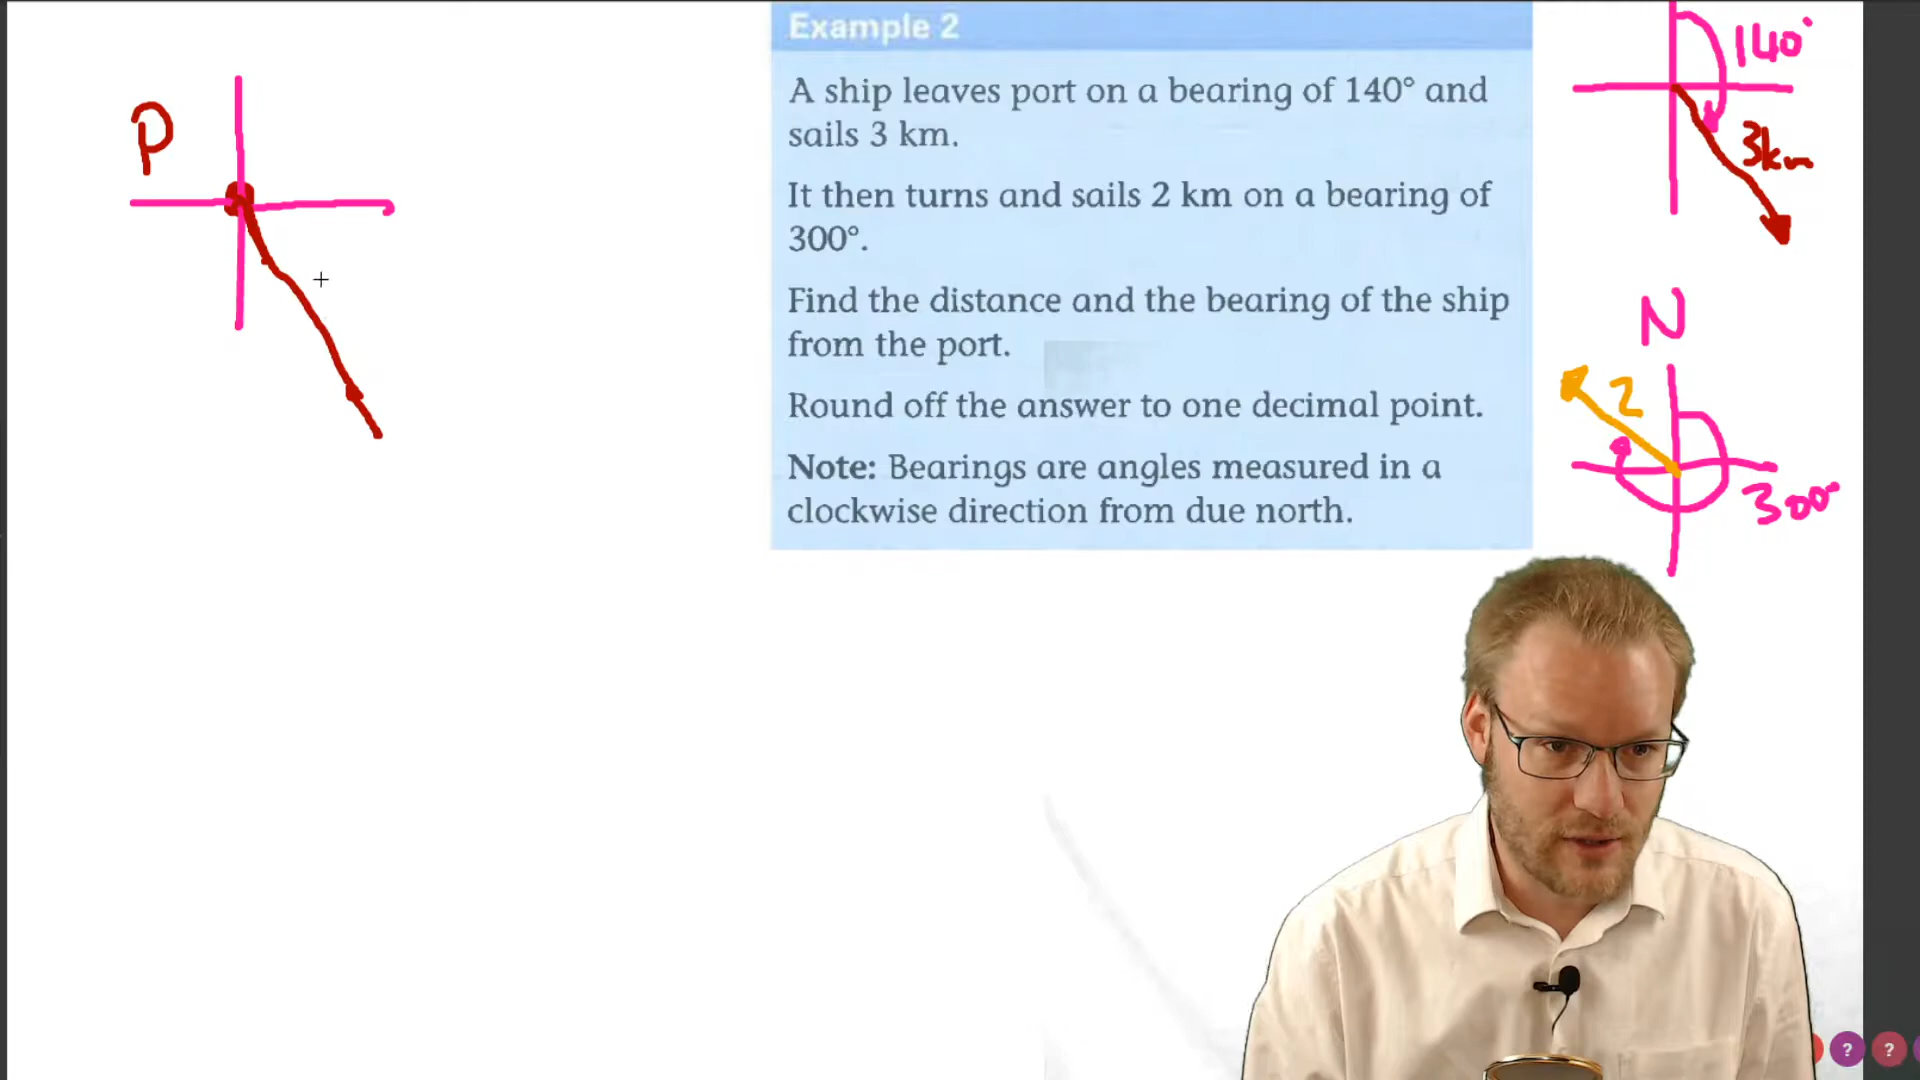 Example 2
A ship leaves port on a bearing of 140° and
sails 3 km.
It then turns and sails 2 km on a bearing of
300°.
Find the distance and the bearing of the ship
from the port.
Round off the answer to one decimal point.
Note: Bearings are angles measured in a
clockwise direction from due north.
P
140°
3km
N
2
300°
?
?